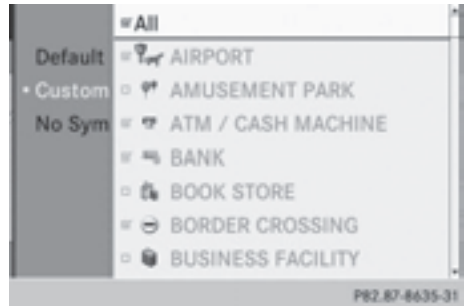 All
Default
AIRPORT
Custom
AMUSEMENT PARK
No Sym
ATM / CASH MACHINE
BANK
BOOK STORE
BORDER CROSSING
BUSINESS FACILITY
P82.87-8635-31